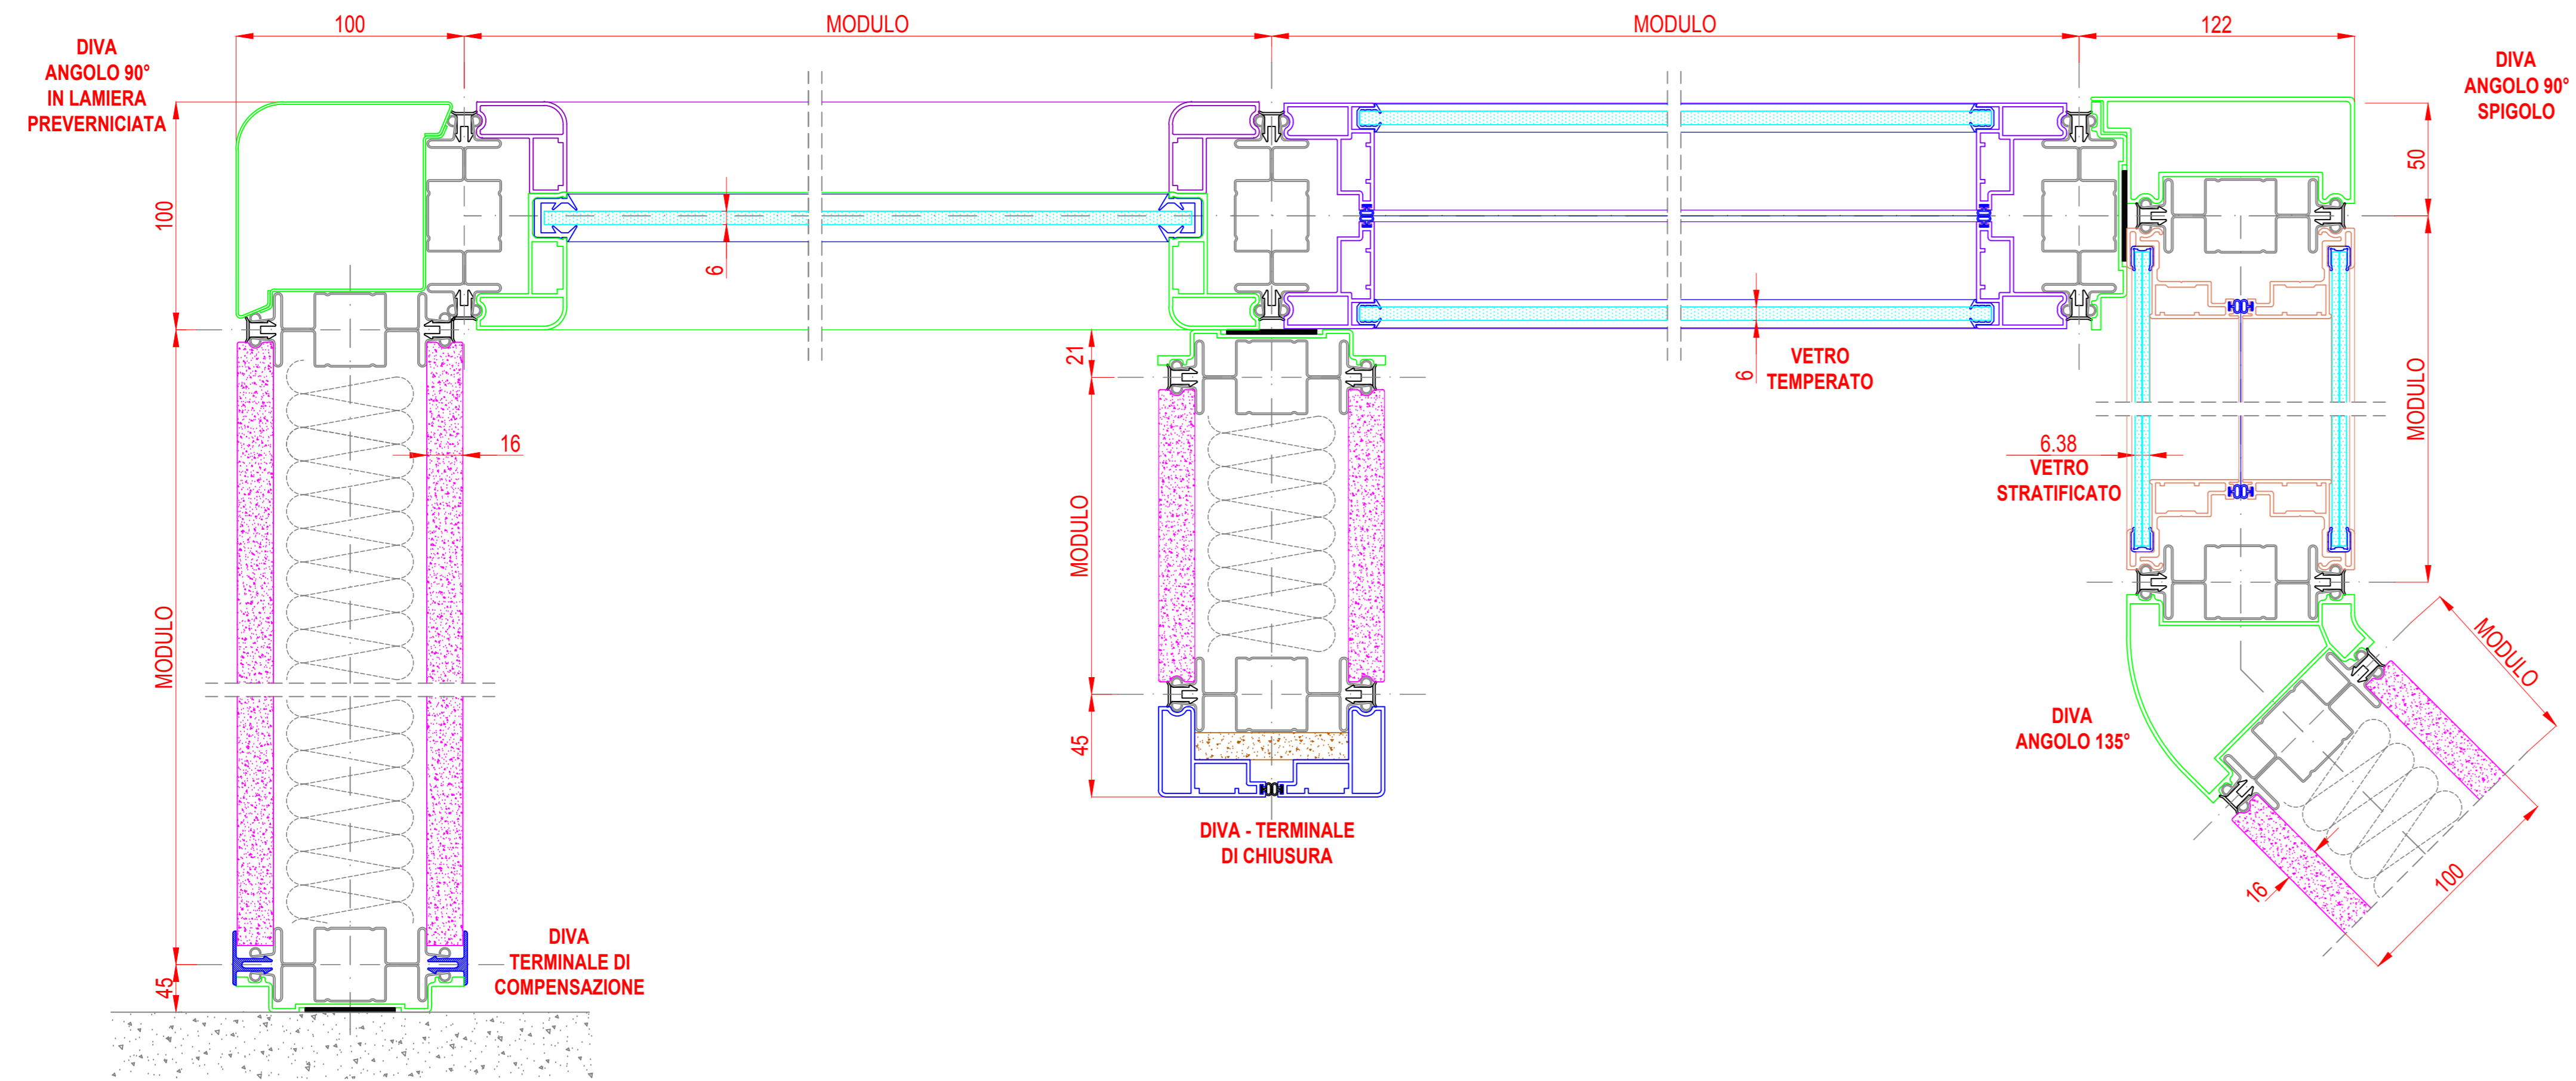 100
MODULO
MODULO
122
DIVA
ANGOLO 90°
IN LAMIERA
PREVERNICIATA
DIVA
ANGOLO 90°
SPIGOLO
100
50
6
21
6
VETRO
TEMPERATO
16
6.38
VETRO
STRATIFICATO
MODULO
MODULO
MODULO
MODULO
45
DIVA
ANGOLO 135°
DIVA - TERMINALE
DI CHIUSURA
16
100
DIVA
TERMINALE DI
COMPENSAZIONE
45